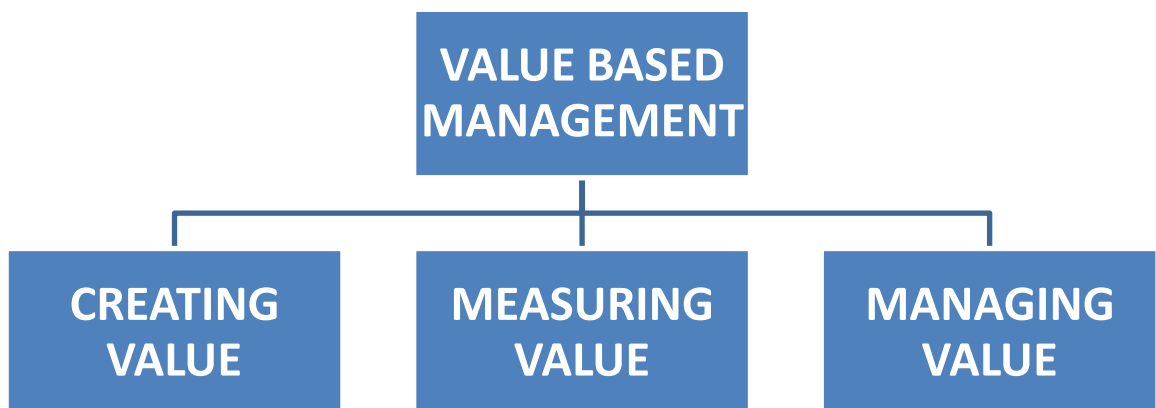 VALUE BASED
MANAGEMENT
CREATING
VALUE
MEASURING
VALUE
MANAGING
VALUE